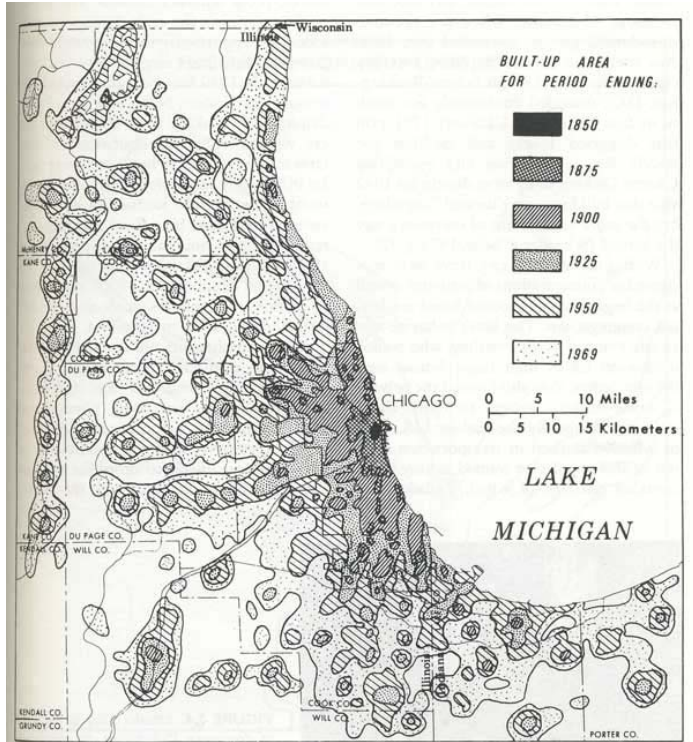 Wisconsin
Illinois
BUILT-UP AREA
FOR PERIOD ENDING:
1850
1875
1900
1925
1950
1969
McHENRY CO.
KANE CO.
LAKE CO.
COOK
COOK CO.
DU PAGE CO.
CHICAGO
0 5 10 Miles
0 5 10 15 Kilometers
LAKE
MICHIGAN
KANE CO.
KENDALL CO.
DU PAGE CO.
WILL CO.
Illinois
Indiana
KENDALL CO.
GRUNDY CO.
COOK CO.
WILL CO.
PORTER CO.